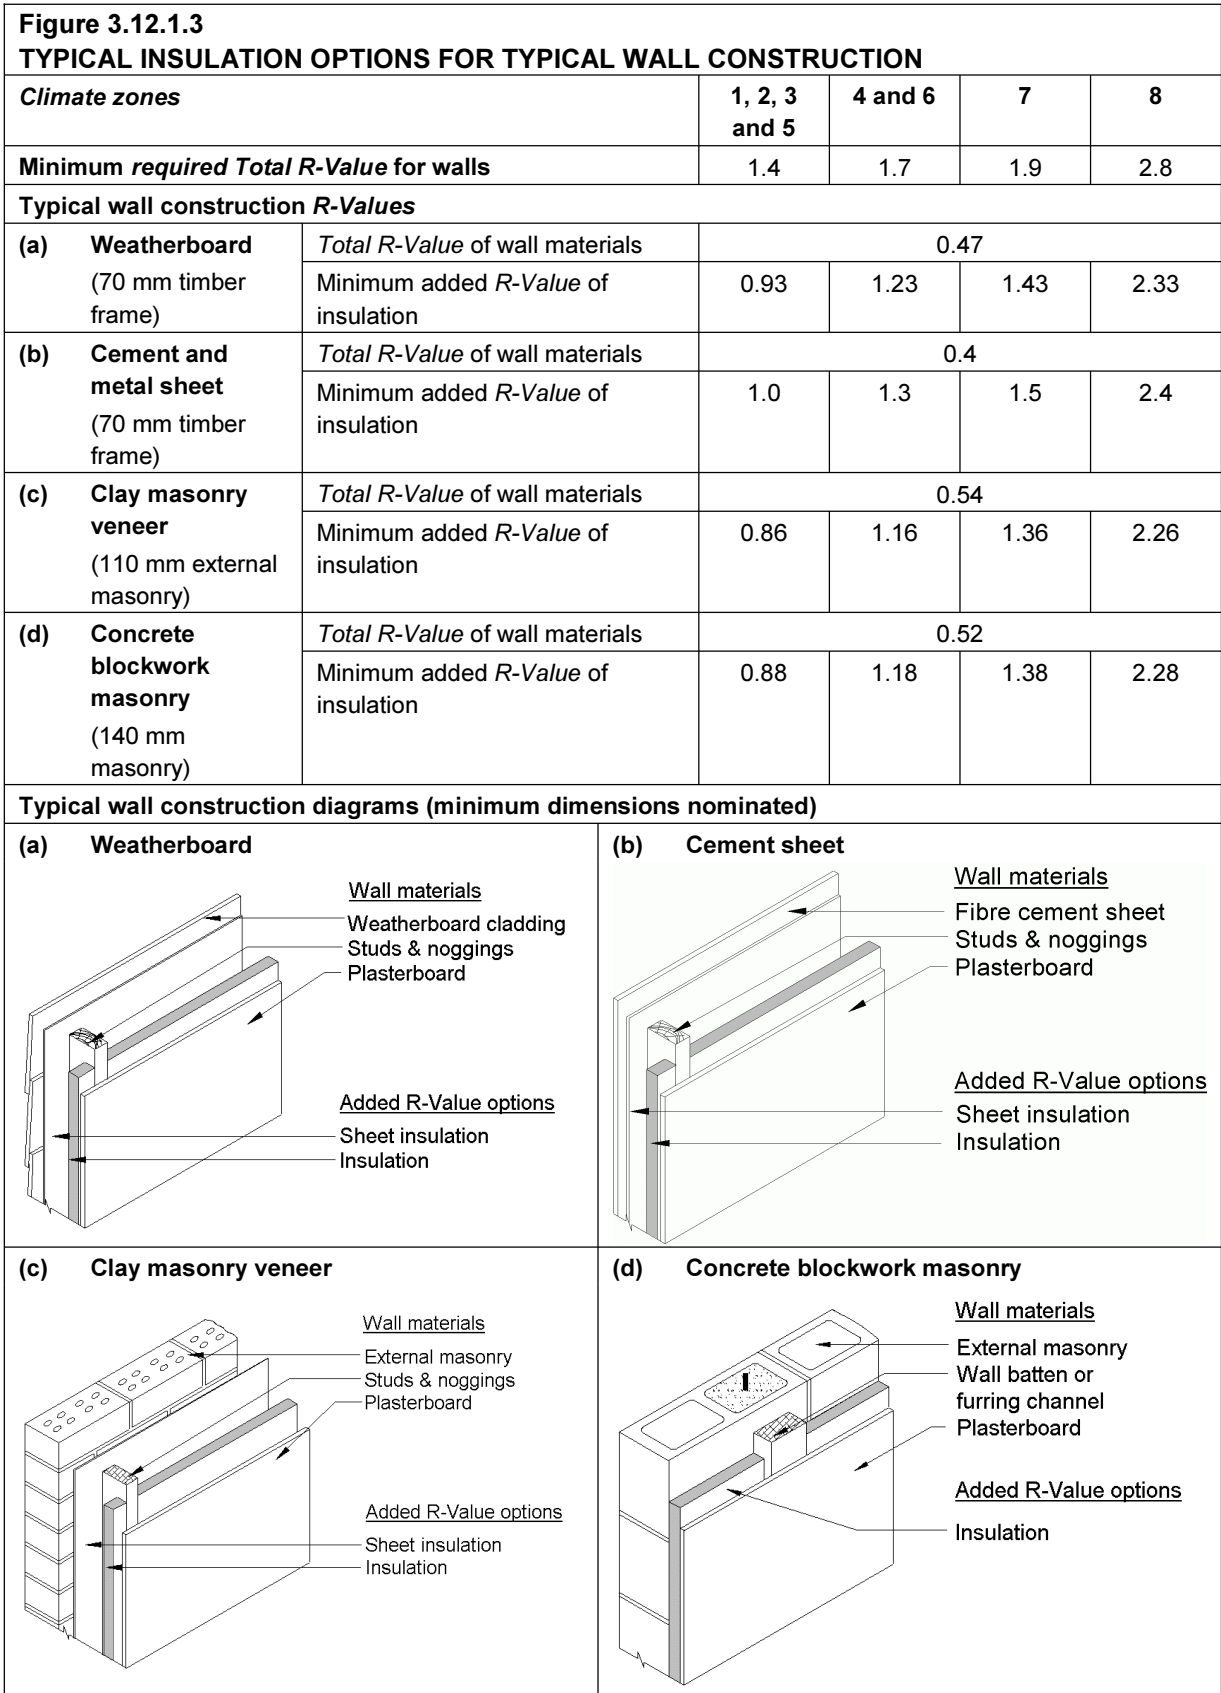 Figure 3.12.1.3
TYPICAL INSULATION OPTIONS FOR TYPICAL WALL CONSTRUCTION
Climate zones
1, 2, 3
and 5
4 and 6
7
8
Minimum required Total R-Value for walls
1.4
1.7
1.9
2.8
Typical wall construction R-Values
(a) Weatherboard
(70 mm timber
frame)
Total R-Value of wall materials
0.47
Minimum added R-Value of
insulation
0.93
1.23
1.43
2.33
(b) Cement and
metal sheet
(70 mm timber
frame)
Total R-Value of wall materials
0.4
Minimum added R-Value of
insulation
1.0
1.3
1.5
2.4
(c) Clay masonry
veneer
(110 mm external
masonry)
Total R-Value of wall materials
0.54
Minimum added R-Value of
insulation
0.86
1.16
1.36
2.26
(d) Concrete
blockwork
masonry
(140 mm
masonry)
Total R-Value of wall materials
0.52
Minimum added R-Value of
insulation
0.88
1.18
1.38
2.28
Typical wall construction diagrams (minimum dimensions nominated)
(a) Weatherboard
Wall materials
Weatherboard cladding
Studs & noggings
Plasterboard
Added R-Value options
Sheet insulation
Insulation
(b) Cement sheet
Wall materials
Fibre cement sheet
Studs & noggings
Plasterboard
Added R-Value options
Sheet insulation
Insulation
(c) Clay masonry veneer
Wall materials
External masonry
Studs & noggings
Plasterboard
Added R-Value options
Sheet insulation
Insulation
(d) Concrete blockwork masonry
Wall materials
External masonry
Wall batten or
furring channel
Plasterboard
Added R-Value options
Insulation